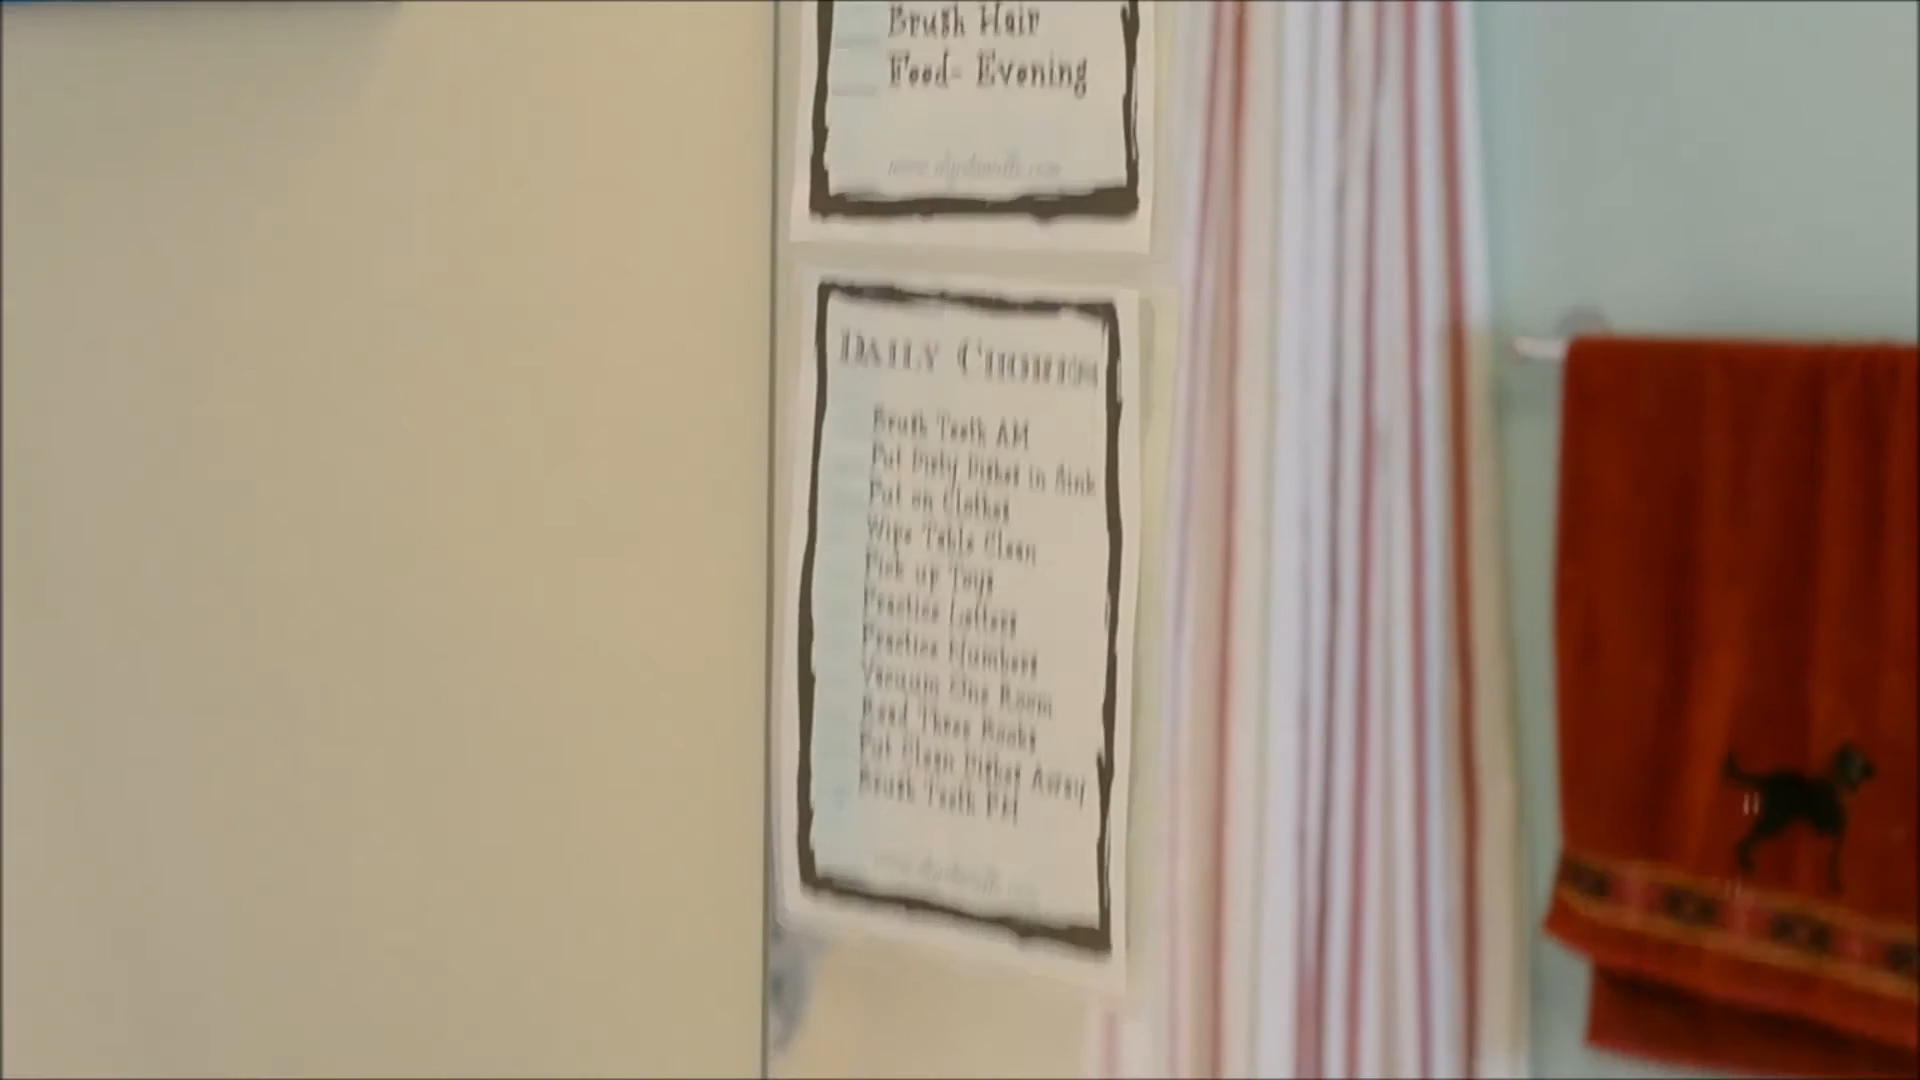 Brush Hair
Feed- Evening
DAILY CHORES
Brush Teeth AM
Put Dirty Dishes in Sink
Put on Clothes
Wipe Table Clean
Pick up Toys
Practice Letters
Practice Numbers
Vacuum One Room
Read Three Books
Put Clean Dishes Away
Brush Teeth PM